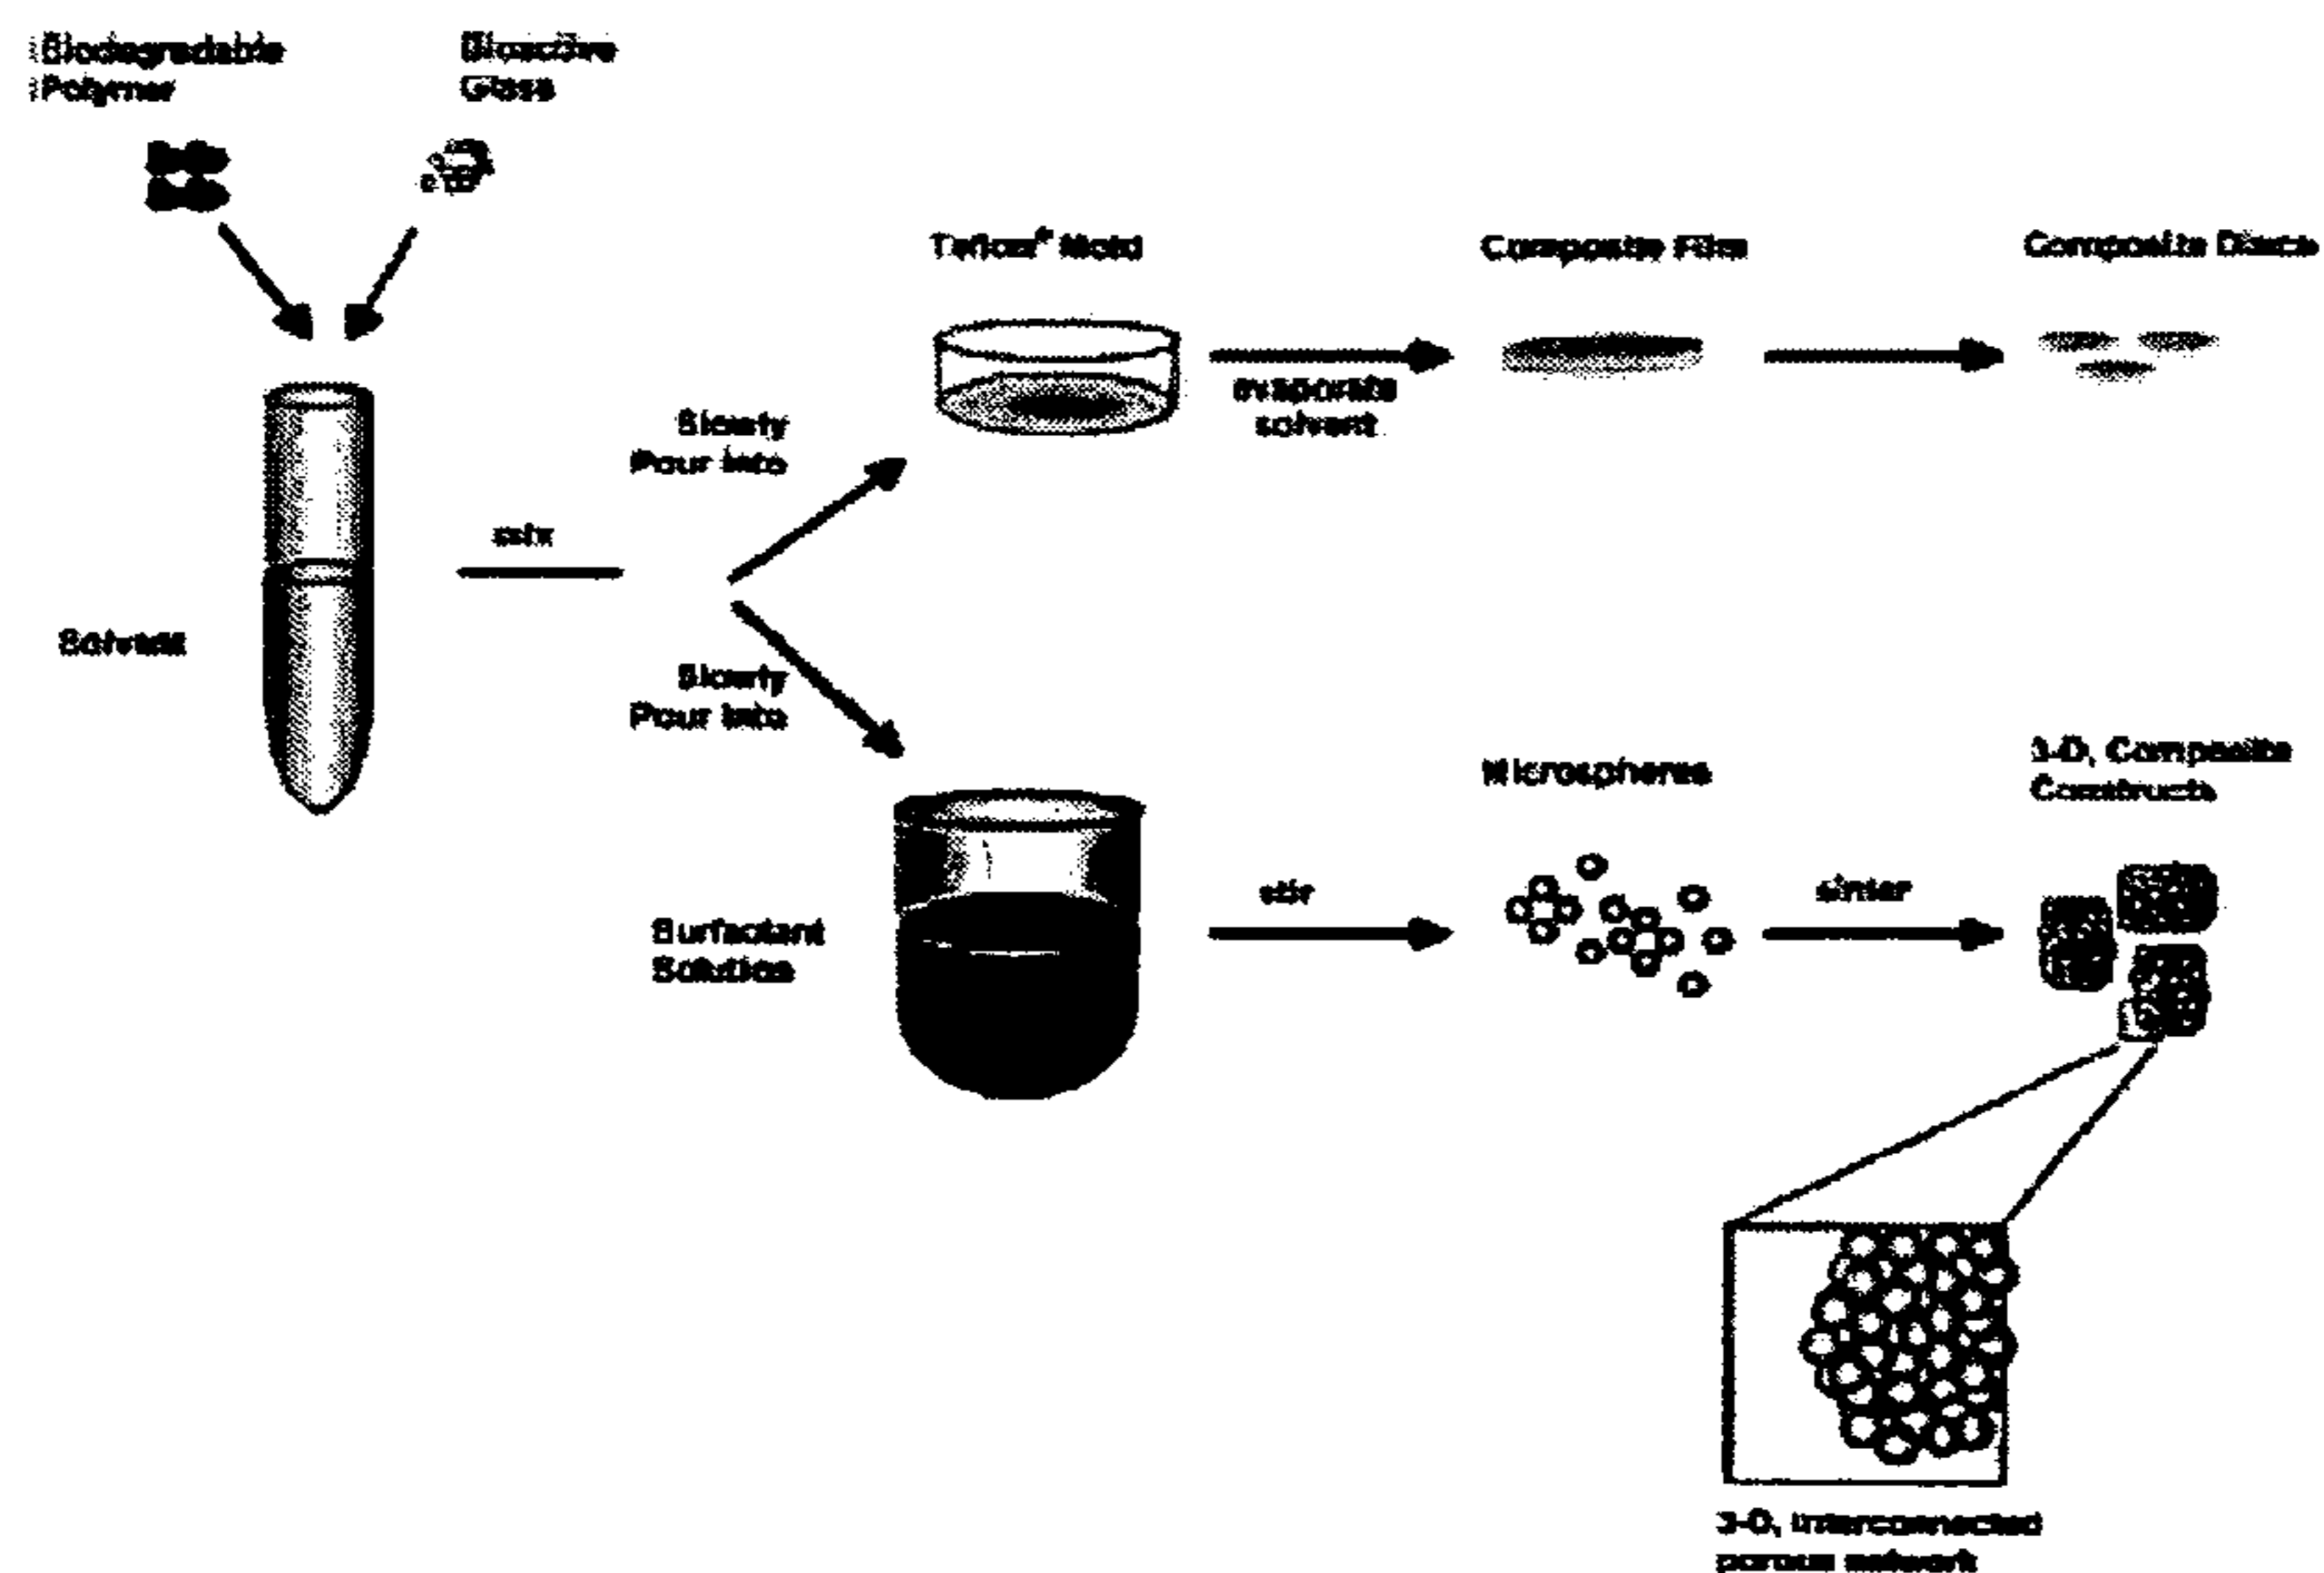 Biodegradable
Polymer
Bioactive
Glass
Teflon® Mold
Composite Film
Composite Discs
evaporate
solvent
Slowly
Pour into
stir
Solvent
Slowly
Pour into
Microspheres
3-D, Composite
Constructs
stir
sinter
Surfactant
Solution
3-D, Interconnected
porous network